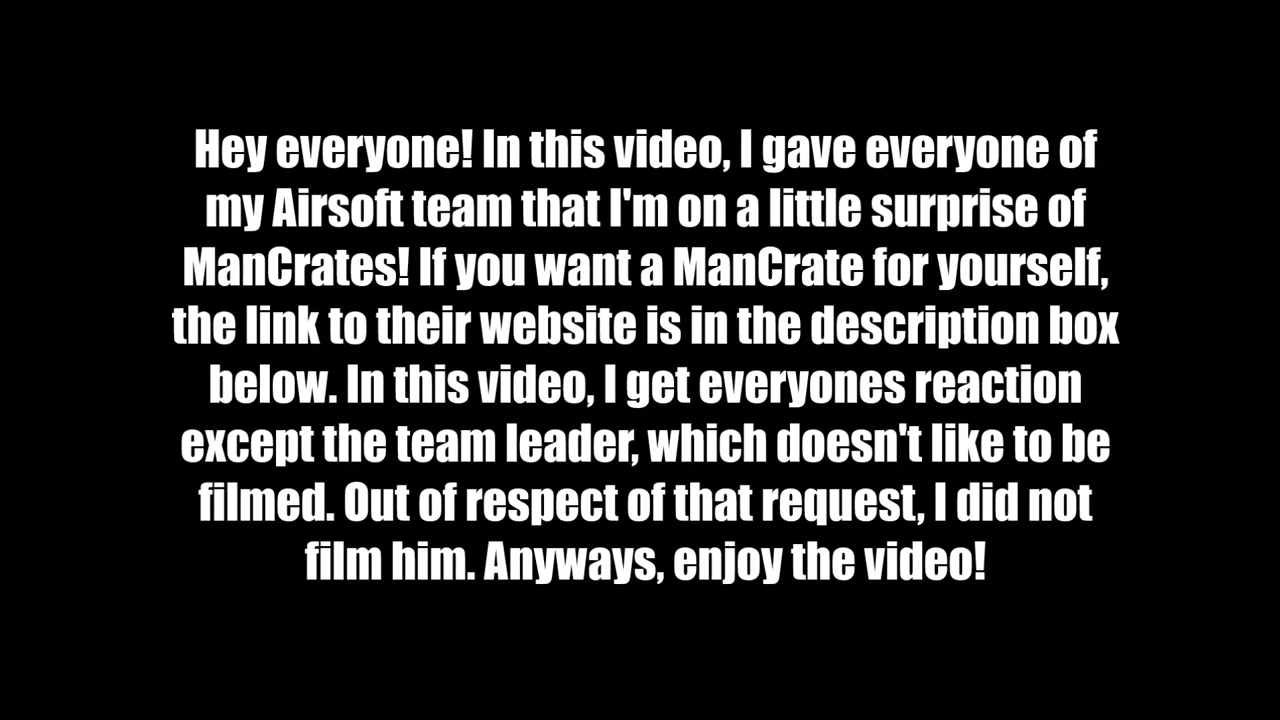 Hey everyone! In this video, I gave everyone of
my Airsoft team that I'm on a little surprise of
ManCrates! If you want a ManCrate for yourself,
the link to their website is in the description box
below. In this video, I get everyones reaction
except the team leader, which doesn't like to be
filmed. Out of respect of that request, I did not
film him. Anyways, enjoy the video!